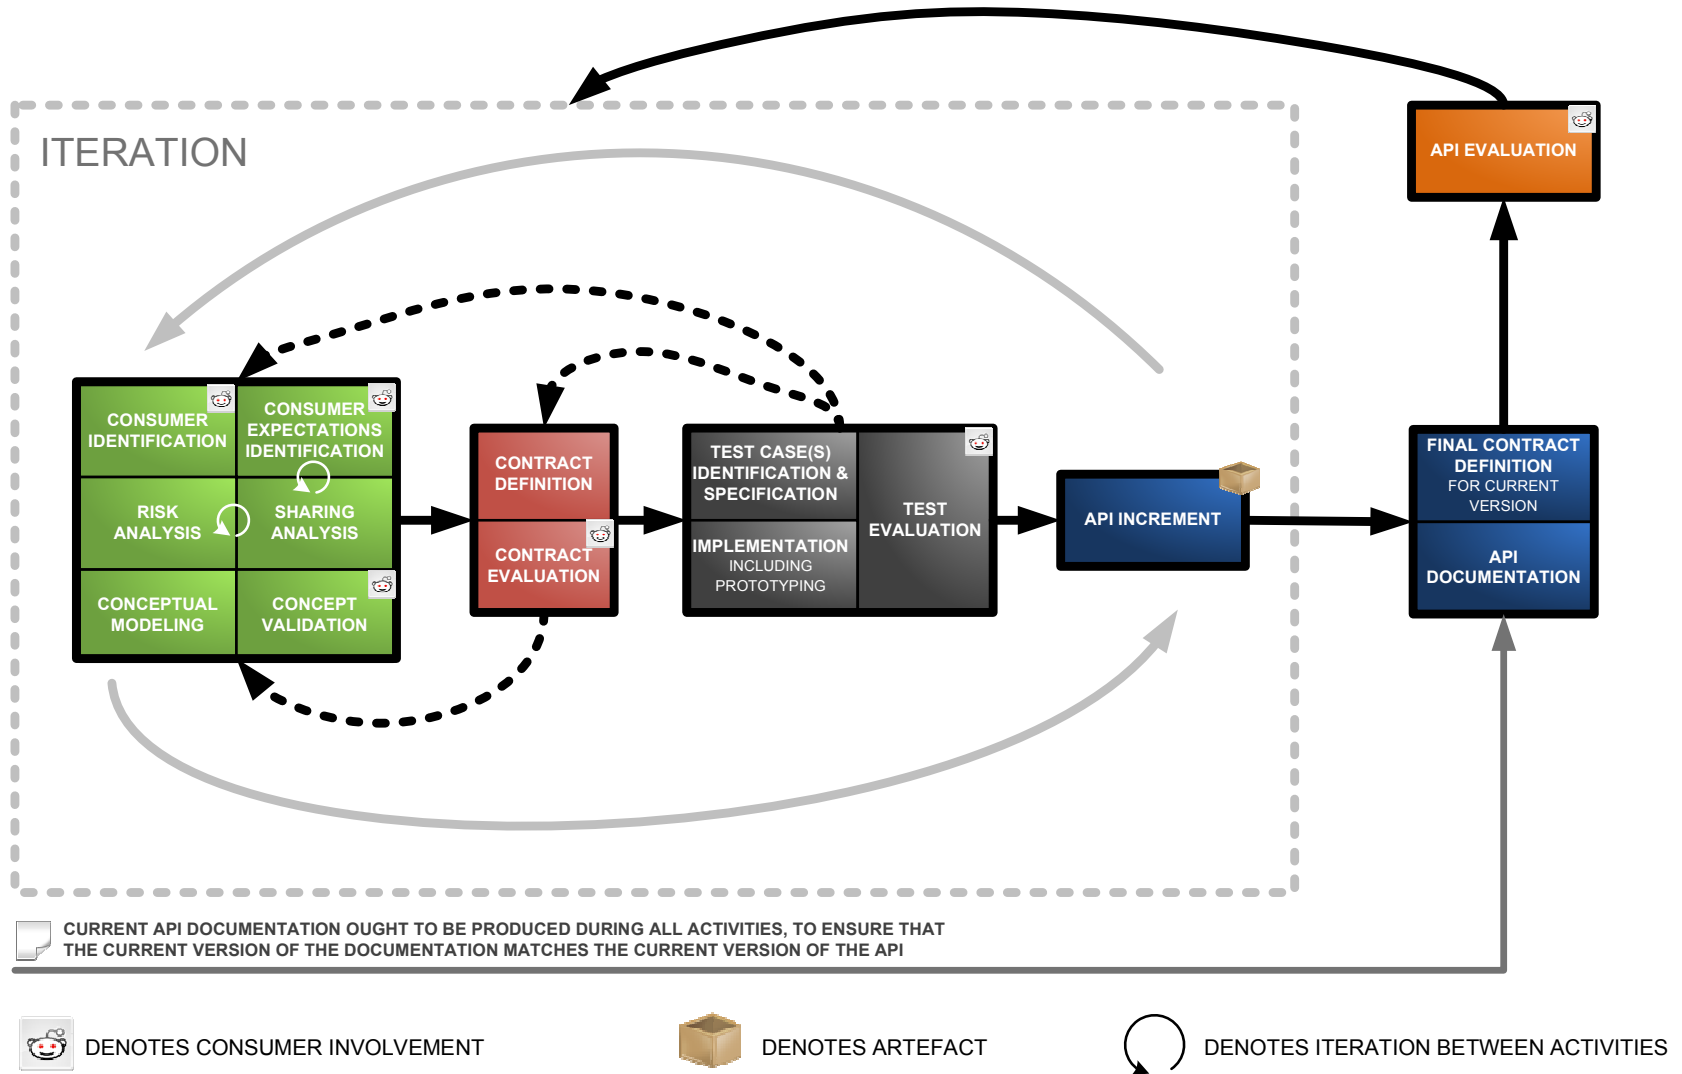 ITERATION
API EVALUATION
CONSUMER
IDENTIFICATION
CONSUMER
EXPECTATIONS
IDENTIFICATION
RISK
ANALYSIS
SHARING
ANALYSIS
CONCEPTUAL
MODELING
CONCEPT
VALIDATION
CONTRACT
DEFINITION
CONTRACT
EVALUATION
TEST CASE(S)
IDENTIFICATION &
SPECIFICATION
IMPLEMENTATION
INCLUDING
PROTOTYPING
TEST
EVALUATION
API INCREMENT
FINAL CONTRACT
DEFINITION
FOR CURRENT
VERSION
API
DOCUMENTATION
CURRENT API DOCUMENTATION OUGHT TO BE PRODUCED DURING ALL ACTIVITIES, TO ENSURE THAT
THE CURRENT VERSION OF THE DOCUMENTATION MATCHES THE CURRENT VERSION OF THE API
DENOTES CONSUMER INVOLVEMENT
DENOTES ARTEFACT
DENOTES ITERATION BETWEEN ACTIVITIES